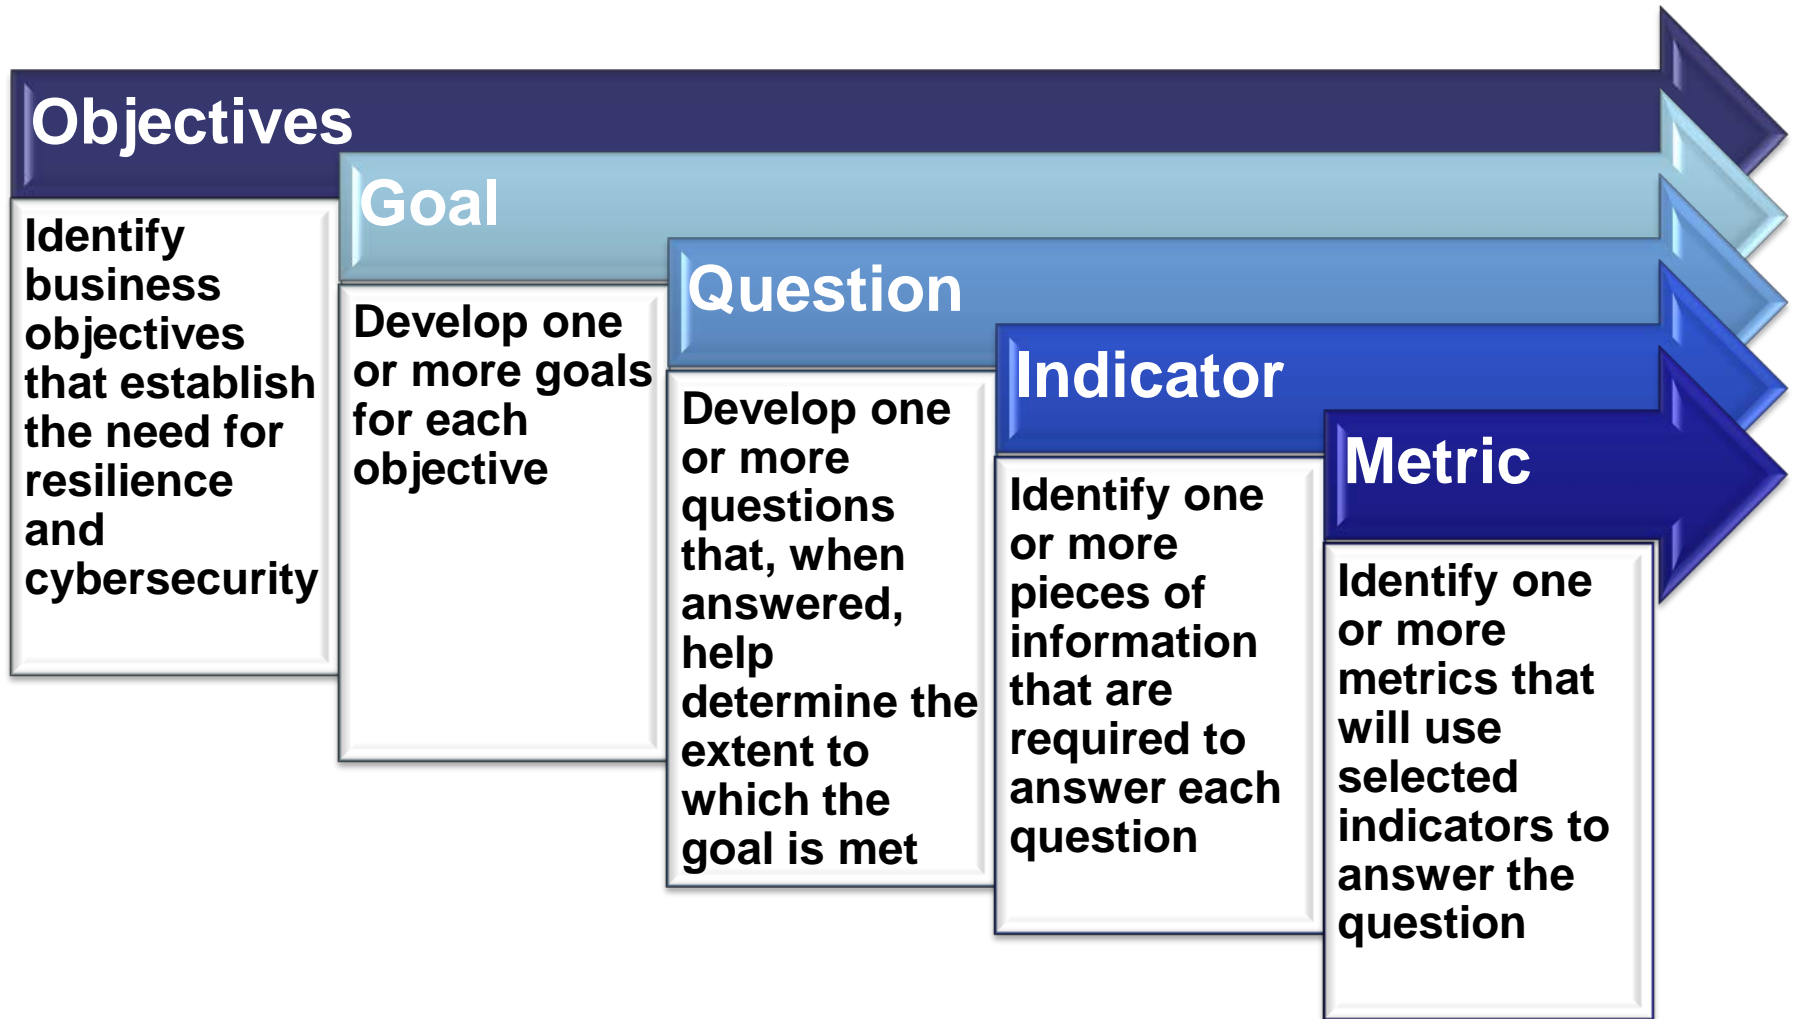 Objectives
Identify
business
objectives
that establish
the need for
resilience
and
cybersecurity
Goal
Develop one
or more goals
for each
objective
Question
Develop one
or more
questions
that, when
answered,
help
determine the
extent to
which the
goal is met
Indicator
Identify one
or more
pieces of
information
that are
required to
answer each
question
Metric
Identify one
or more
metrics that
will use
selected
indicators to
answer the
question